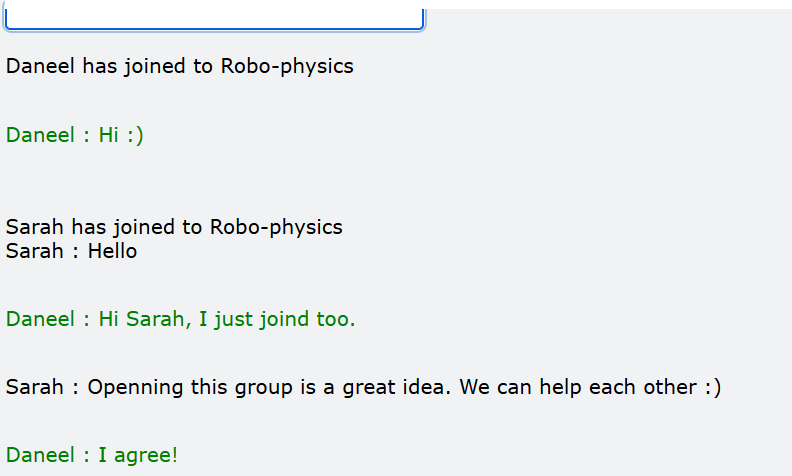 Daneel has joined to Robo-physics
Daneel : Hi :)
Sarah has joined to Robo-physics
Sarah : Hello
Daneel : Hi Sarah, I just joind too.
Sarah : Openning this group is a great idea. We can help each other :)
Daneel : I agree!